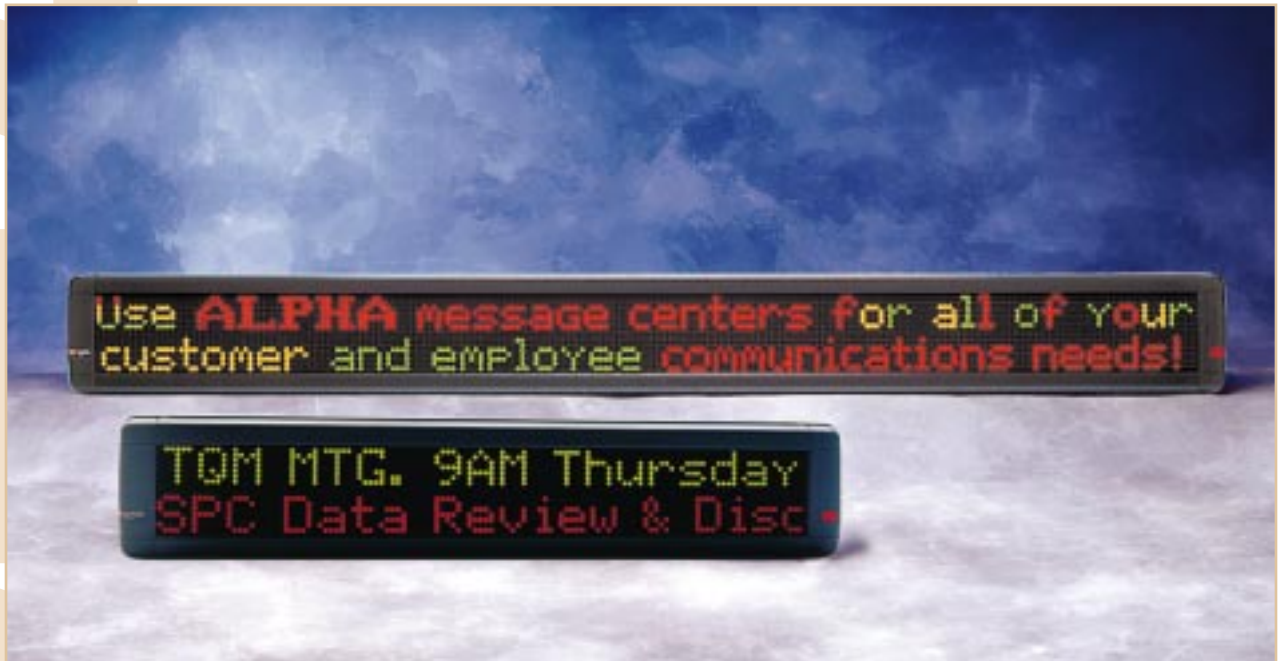 Use ALPHA message centers for all of your
customer and employee communications needs!
TQM MTG. 9AM Thursday
SPC Data Review & Disc